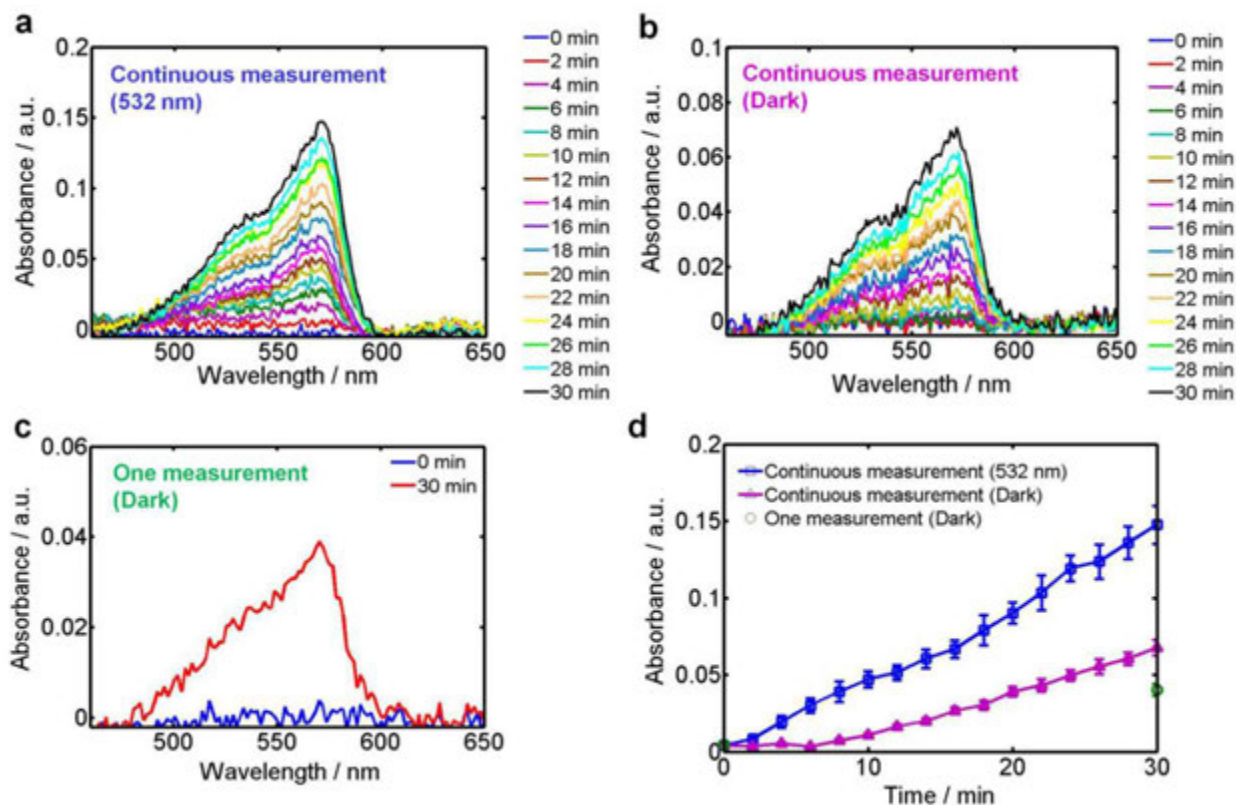 a
0.2
0.15
0.1
0.05
0
Absorbance / a.u.
Continuous measurement
(532 nm)
500
550
600
650
Wavelength / nm
0 min
2 min
4 min
6 min
8 min
10 min
12 min
14 min
16 min
18 min
20 min
22 min
24 min
26 min
28 min
30 min
b
0.1
0.08
0.06
0.04
0.02
0
Absorbance / a.u.
Continuous measurement
(Dark)
500
550
600
650
Wavelength / nm
0 min
2 min
4 min
6 min
8 min
10 min
12 min
14 min
16 min
18 min
20 min
22 min
24 min
26 min
28 min
30 min
c
0.06
0.04
0.02
0
Absorbance / a.u.
One measurement
(Dark)
0 min
30 min
500
550
600
650
Wavelength / nm
d
0.2
0.15
0.1
0.05
0
Absorbance / a.u.
Continuous measurement (532 nm)
Continuous measurement (Dark)
One measurement (Dark)
0
10
20
30
Time / min